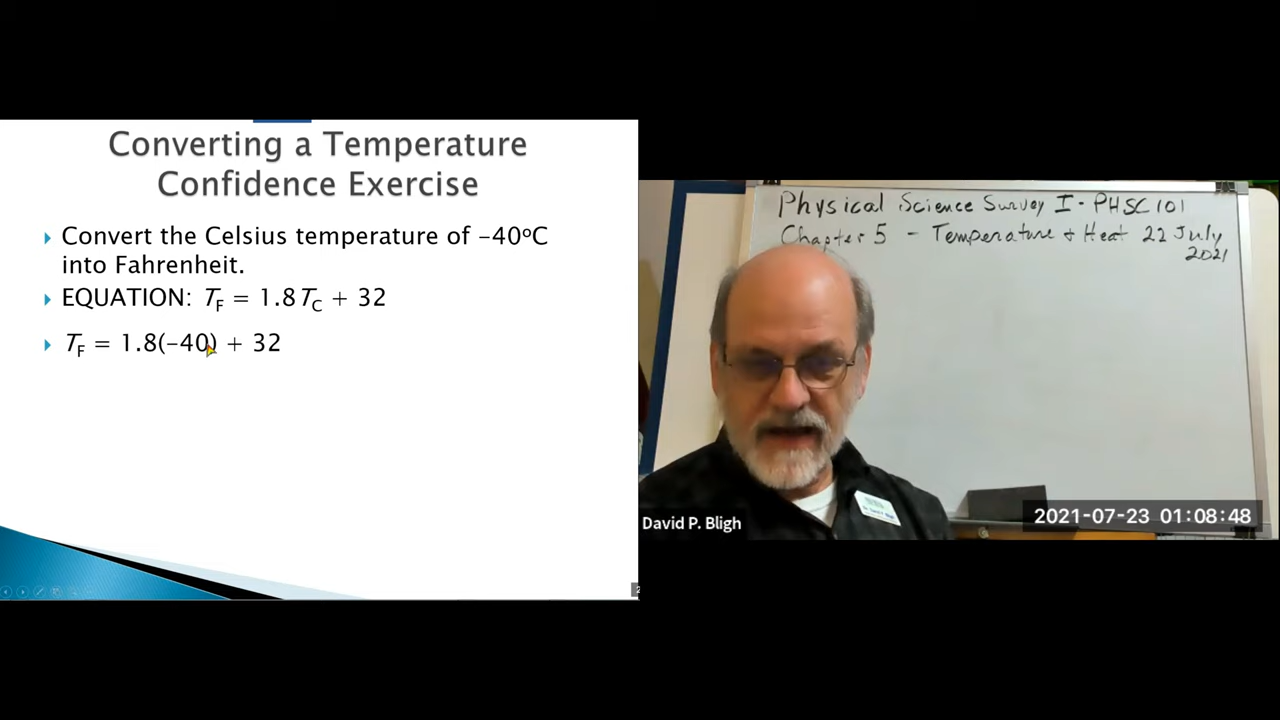 Converting a Temperature
Confidence Exercise
Convert the Celsius temperature of –40ºC
into Fahrenheit.
EQUATION: TF = 1.8TC + 32
TF = 1.8(–40) + 32
Physical Science Survey I - PHSC 101
Chapter 5 - Temperature & Heat 22 July
2021
David P. Bligh
2021-07-23 01:08:48